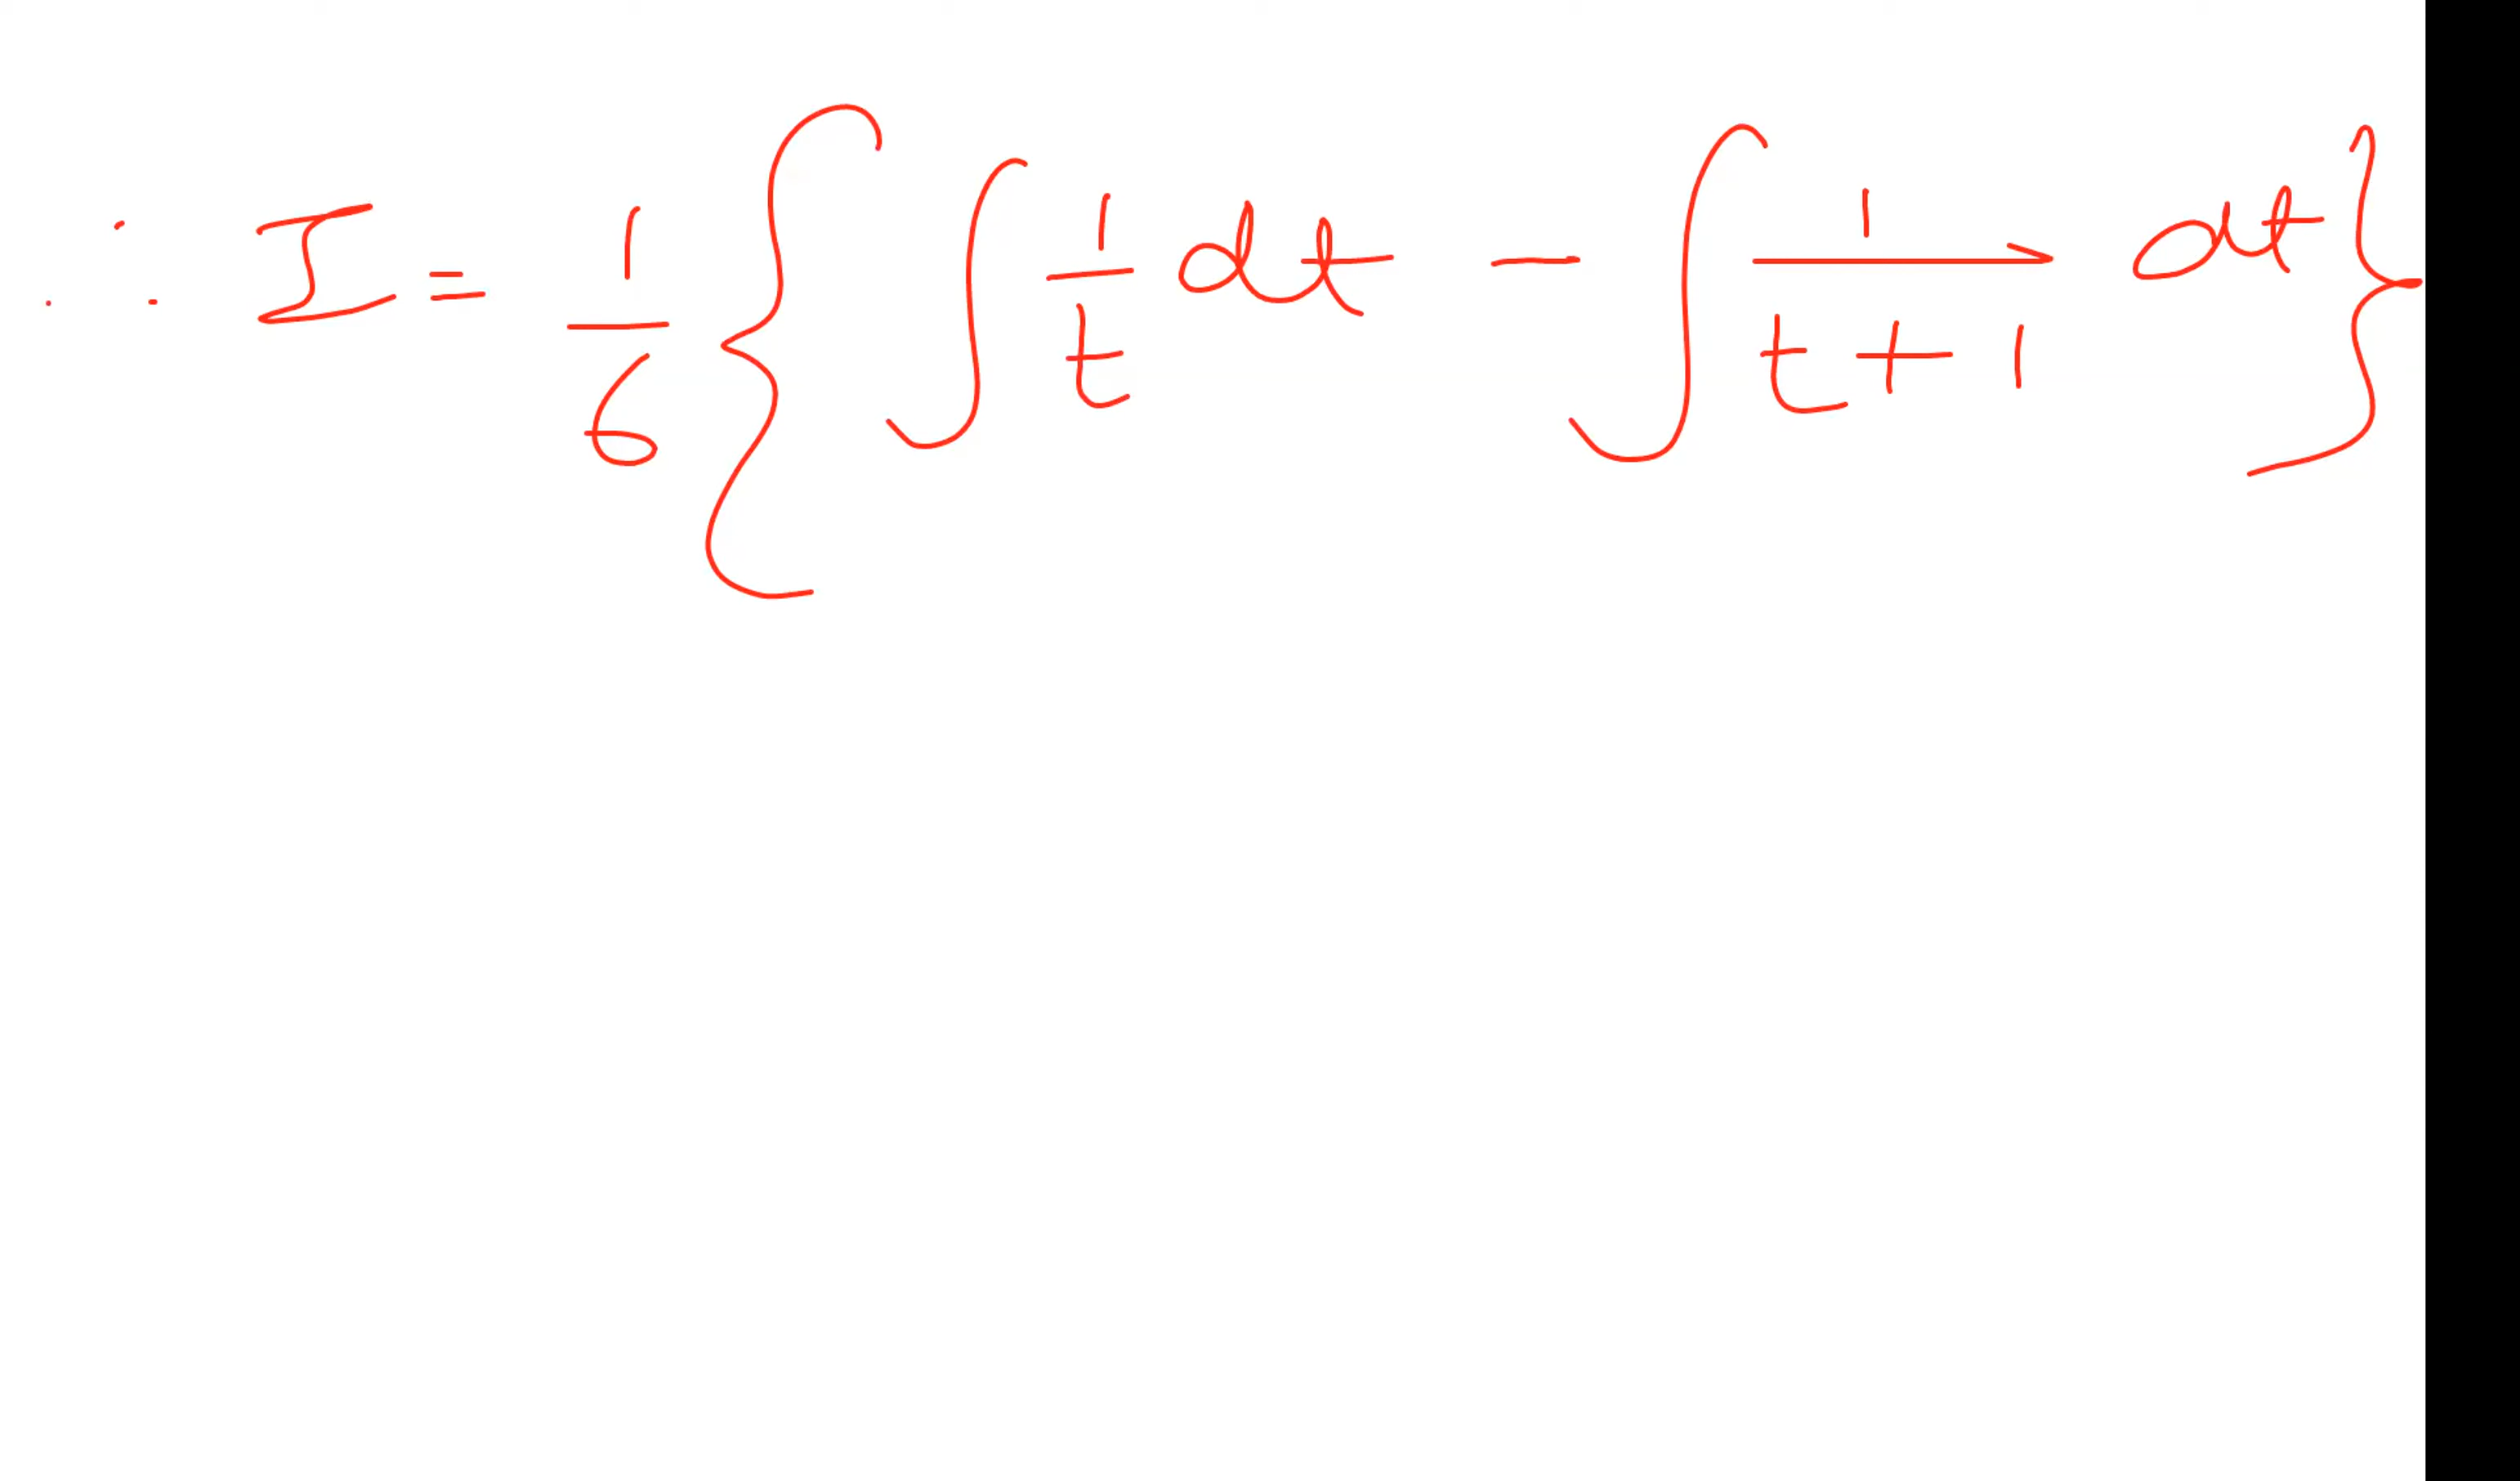 ∴ I = 1/6 { ∫ 1/t dt - ∫ 1/(t+1) dt }